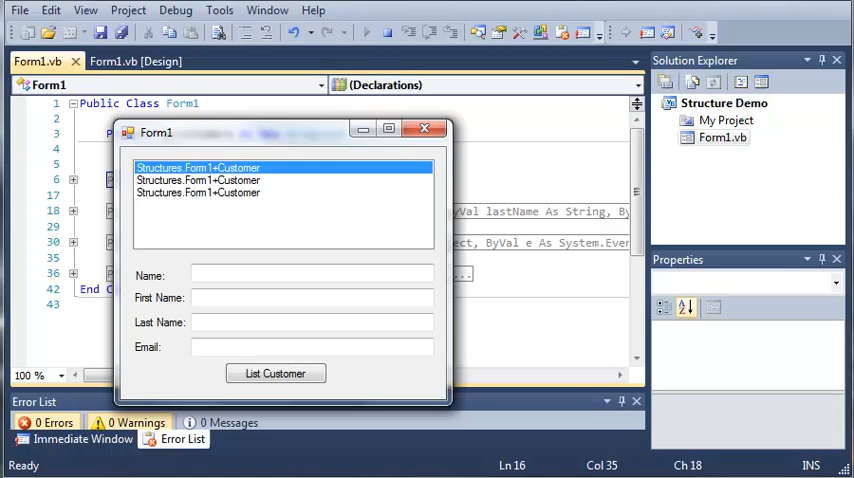 File Edit View Project Debug Tools Window Help
Form1.vb Form1.vb [Design]
Form1 (Declarations)
1 Public Class Form1
2
3
4
5
6
17
18 yVal lastName As String, By
29
30 ect, ByVal e As System.Even
35
36 ...
42 End C
43
Form1
Structures.Form1+Customer
Structures.Form1+Customer
Structures.Form1+Customer
Name:
First Name:
Last Name:
Email:
List Customer
100 %
Solution Explorer
Structure Demo
My Project
Form1.vb
Properties
Error List
0 Errors 0 Warnings 0 Messages
Immediate Window Error List
Ready Ln 16 Col 35 Ch 18 INS